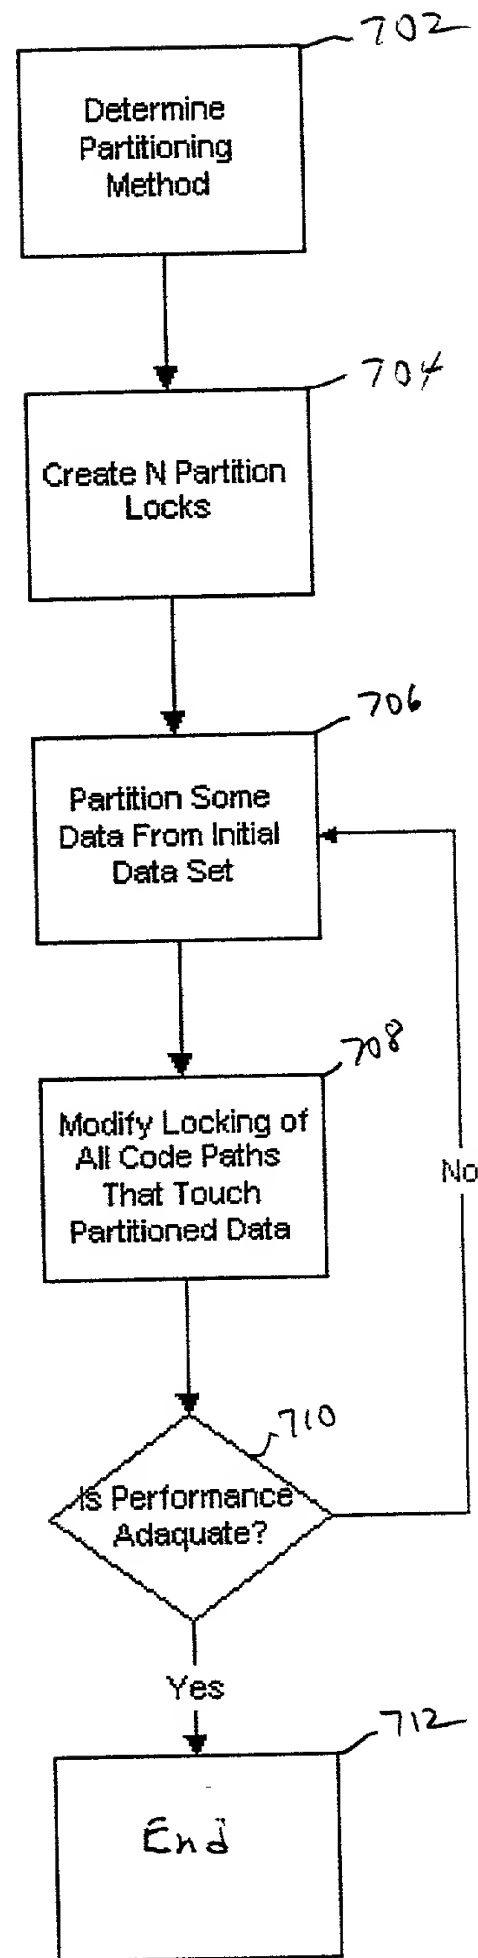 702
Determine
Partitioning
Method
704
Create N Partition
Locks
706
Partition Some
Data From Initial
Data Set
708
Modify Locking of
All Code Paths
That Touch
Partitioned Data
No
710
Is Performance
Adaquate?
Yes
712
End